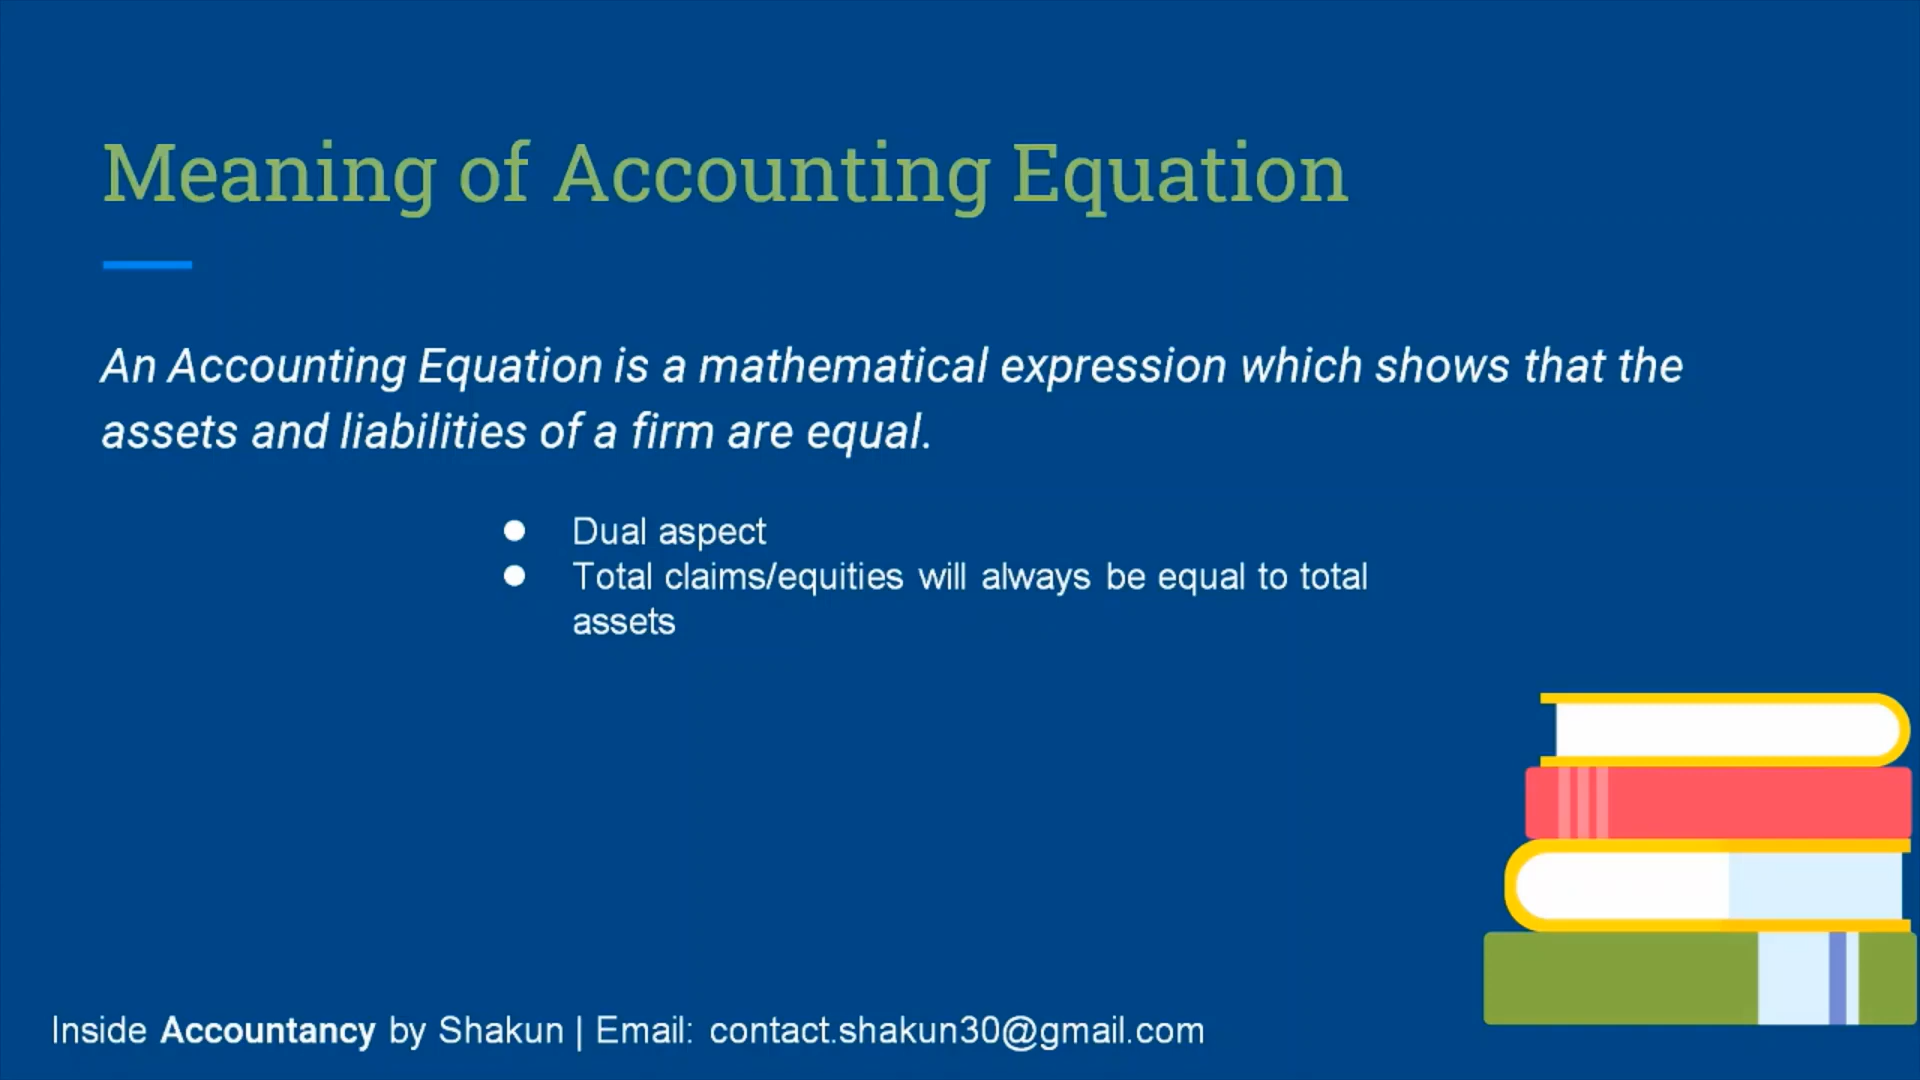 Meaning of Accounting Equation
An Accounting Equation is a mathematical expression which shows that the
assets and liabilities of a firm are equal.
● Dual aspect
● Total claims/equities will always be equal to total
assets
Inside Accountancy by Shakun | Email: contact.shakun30@gmail.com